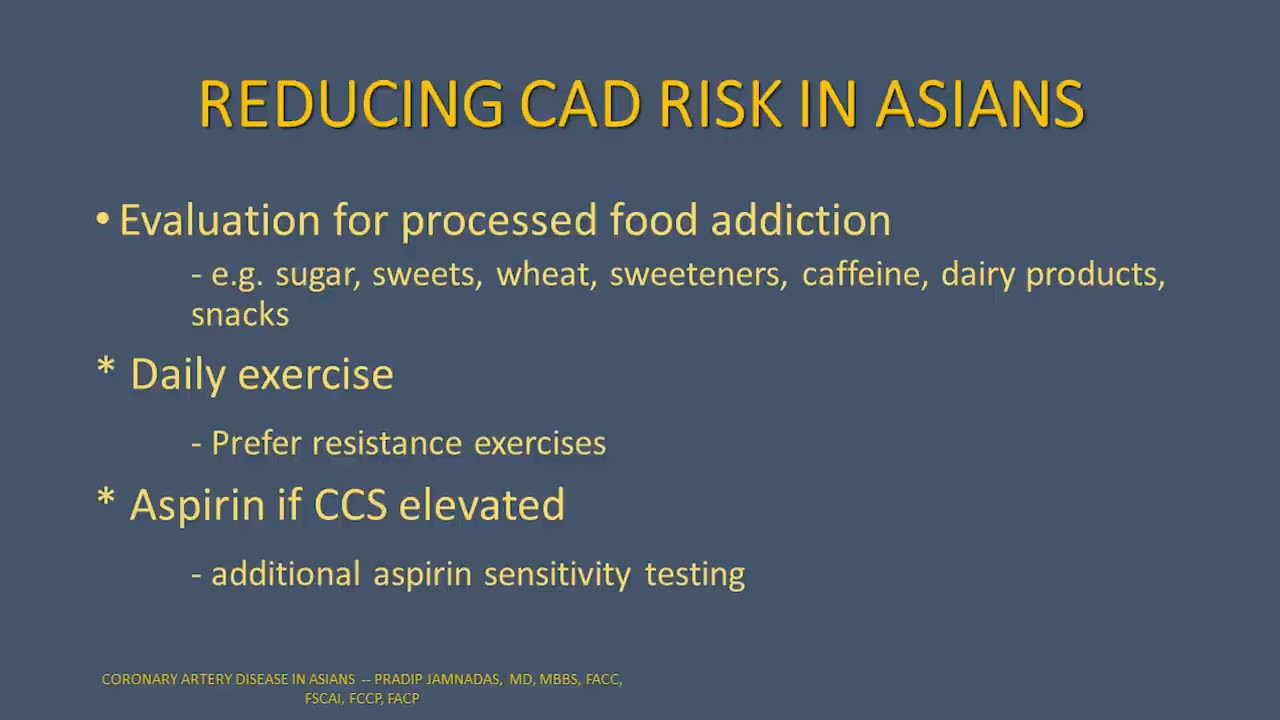 REDUCING CAD RISK IN ASIANS
• Evaluation for processed food addiction
- e.g. sugar, sweets, wheat, sweeteners, caffeine, dairy products,
snacks
* Daily exercise
- Prefer resistance exercises
* Aspirin if CCS elevated
- additional aspirin sensitivity testing
CORONARY ARTERY DISEASE IN ASIANS -- PRADIP JAMNADAS, MD, MBBS, FACC,
FSCAI, FCCP, FACP